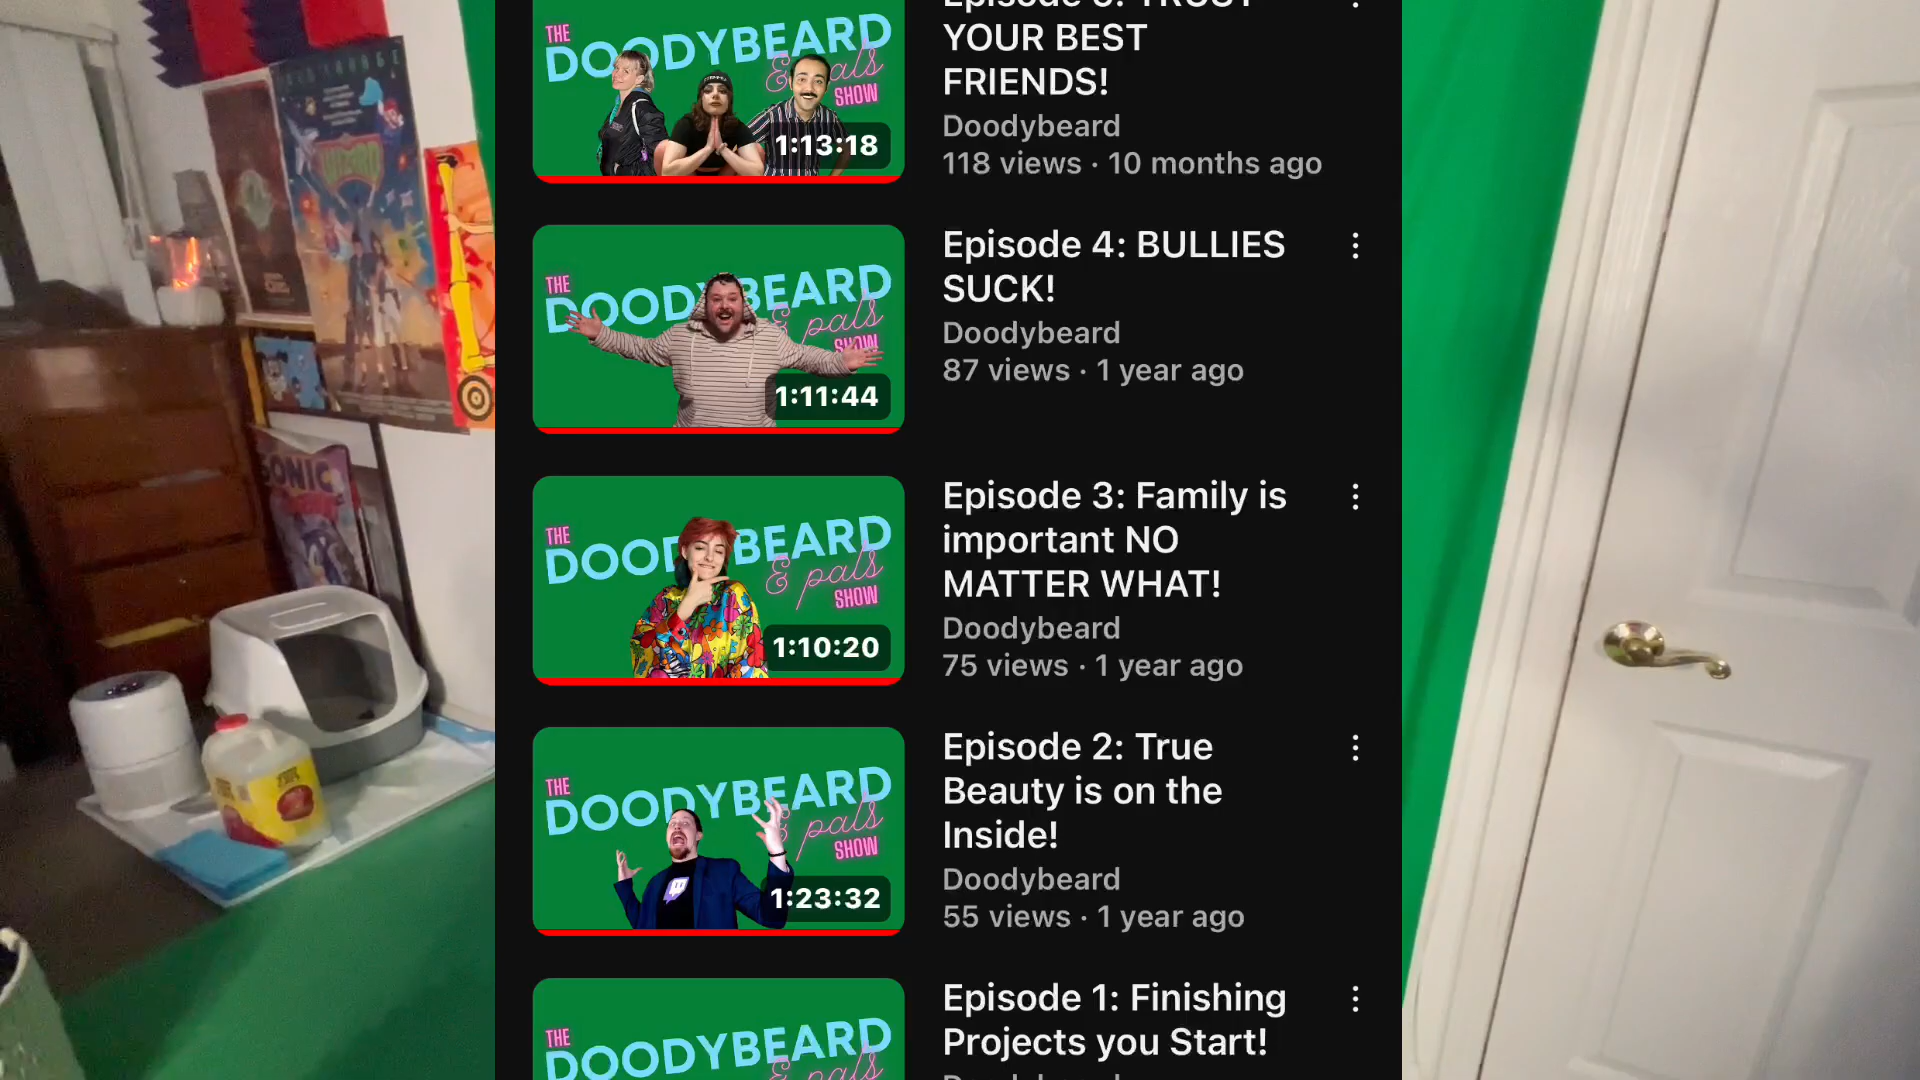 THE
DOODYBEARD
& pals
SHOW
1:13:18
YOUR BEST
FRIENDS!
Doodybeard
118 views · 10 months ago
THE
DOODYBEARD
& pals
SHOW
1:11:44
Episode 4: BULLIES
SUCK!
Doodybeard
87 views · 1 year ago
THE
DOODYBEARD
& pals
SHOW
1:10:20
Episode 3: Family is
important NO
MATTER WHAT!
Doodybeard
75 views · 1 year ago
THE
DOODYBEARD
& pals
SHOW
1:23:32
Episode 2: True
Beauty is on the
Inside!
Doodybeard
55 views · 1 year ago
THE
DOODYBEARD
Episode 1: Finishing
Projects you Start!
SONIC